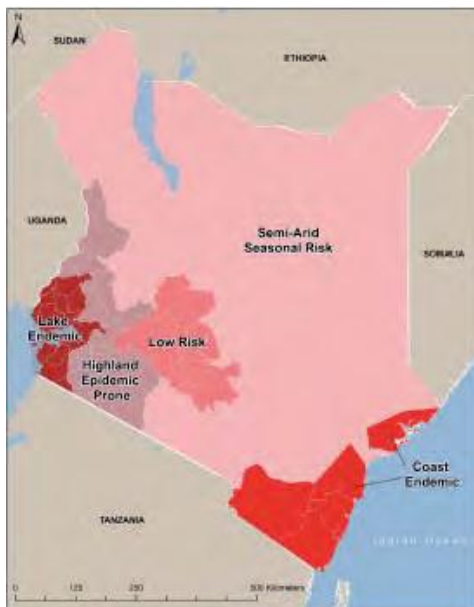 N
SUDAN
ETHIOPIA
UGANDA
SOMALIA
Semi-Arid
Seasonal Risk
Lake
Endemic
Low Risk
Highland
Epidemic
Prone
Coast
Endemic
TANZANIA
Indian Ocean
0 125 250 500 Kilometers